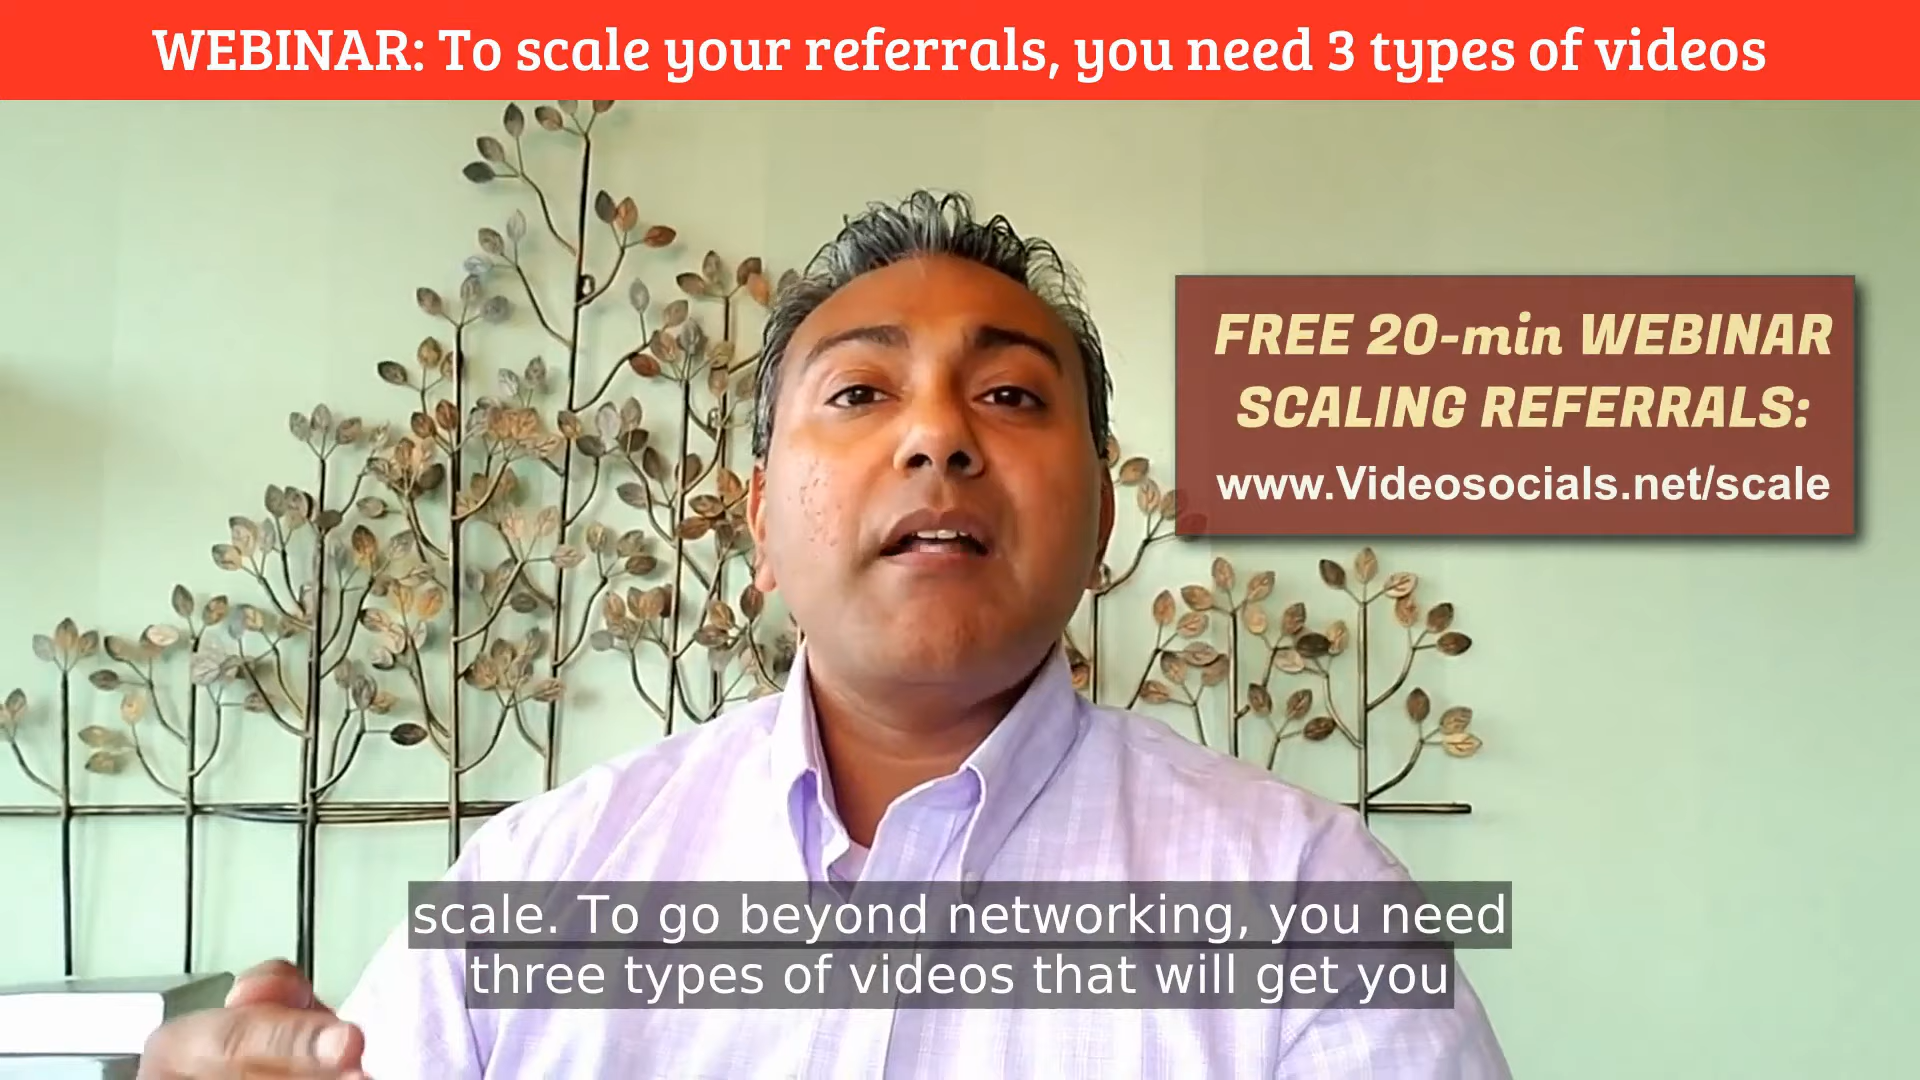 WEBINAR: To scale your referrals, you need 3 types of videos
FREE 20-min WEBINAR
SCALING REFERRALS:
www.Videosocials.net/scale
scale. To go beyond networking, you need
three types of videos that will get you